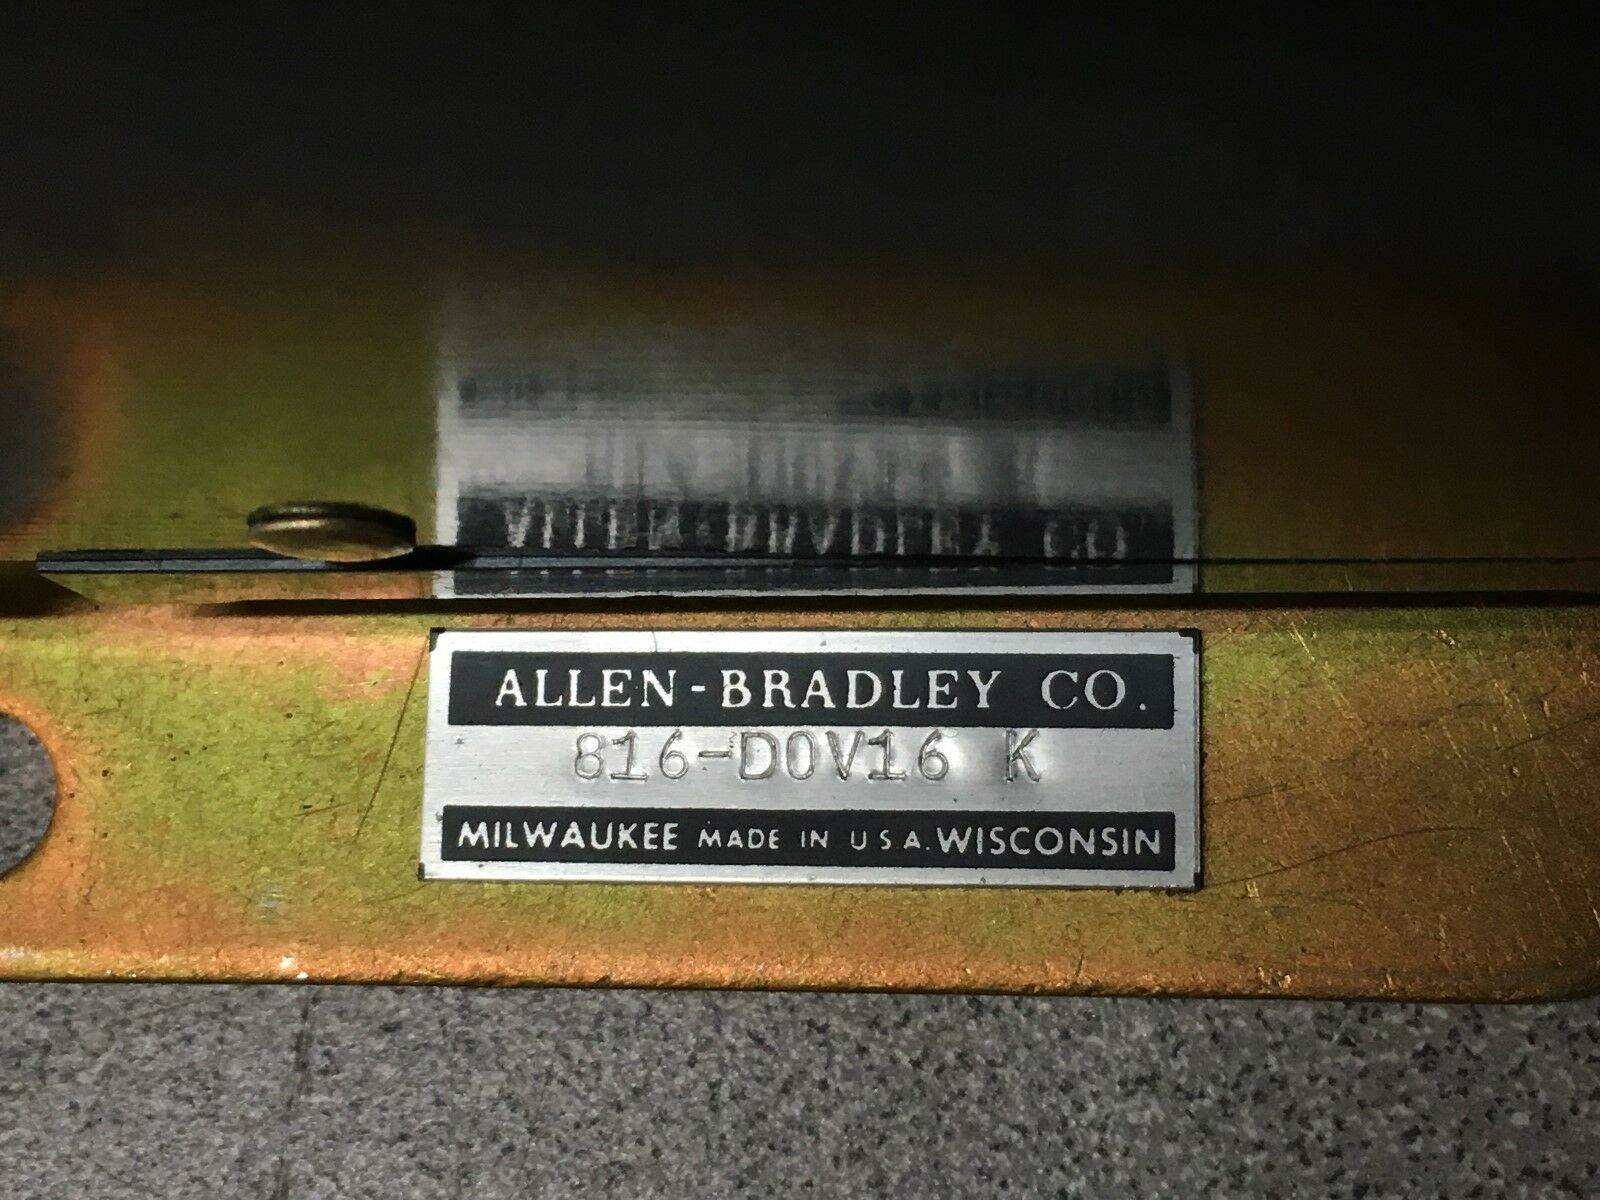 ALLEN-BRADLEY CO.
816-D0V16 K
MILWAUKEE MADE IN U.S.A. WISCONSIN